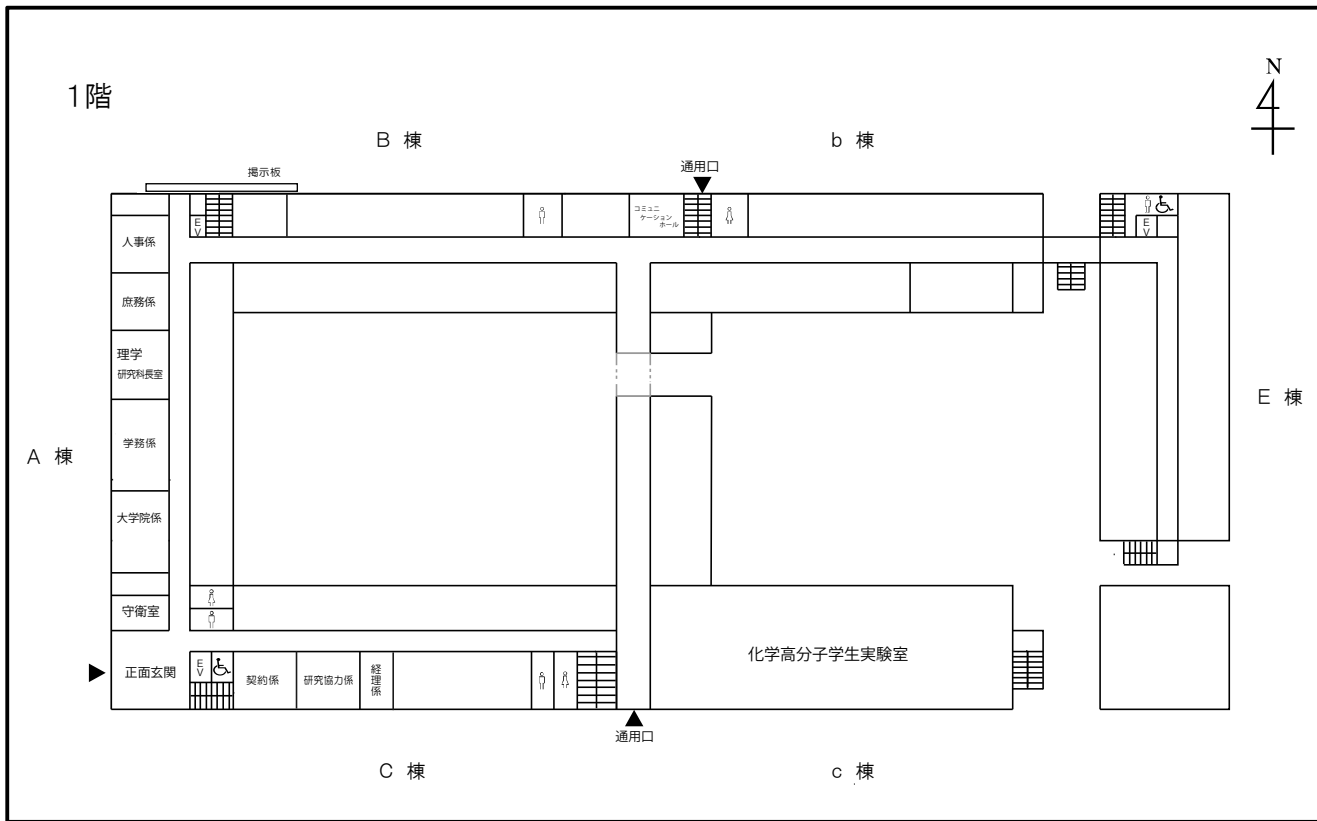 N
1階
B 棟
b 棟
通用口
掲示板
EV
コミュニ
ケーション
ホール
EV
人事係
庶務係
理学
研究科長室
学務係
A 棟
E 棟
大学院係
守衛室
正面玄関
EV
契約係
研究協力係
経理係
化学高分子学生実験室
通用口
C 棟
c 棟